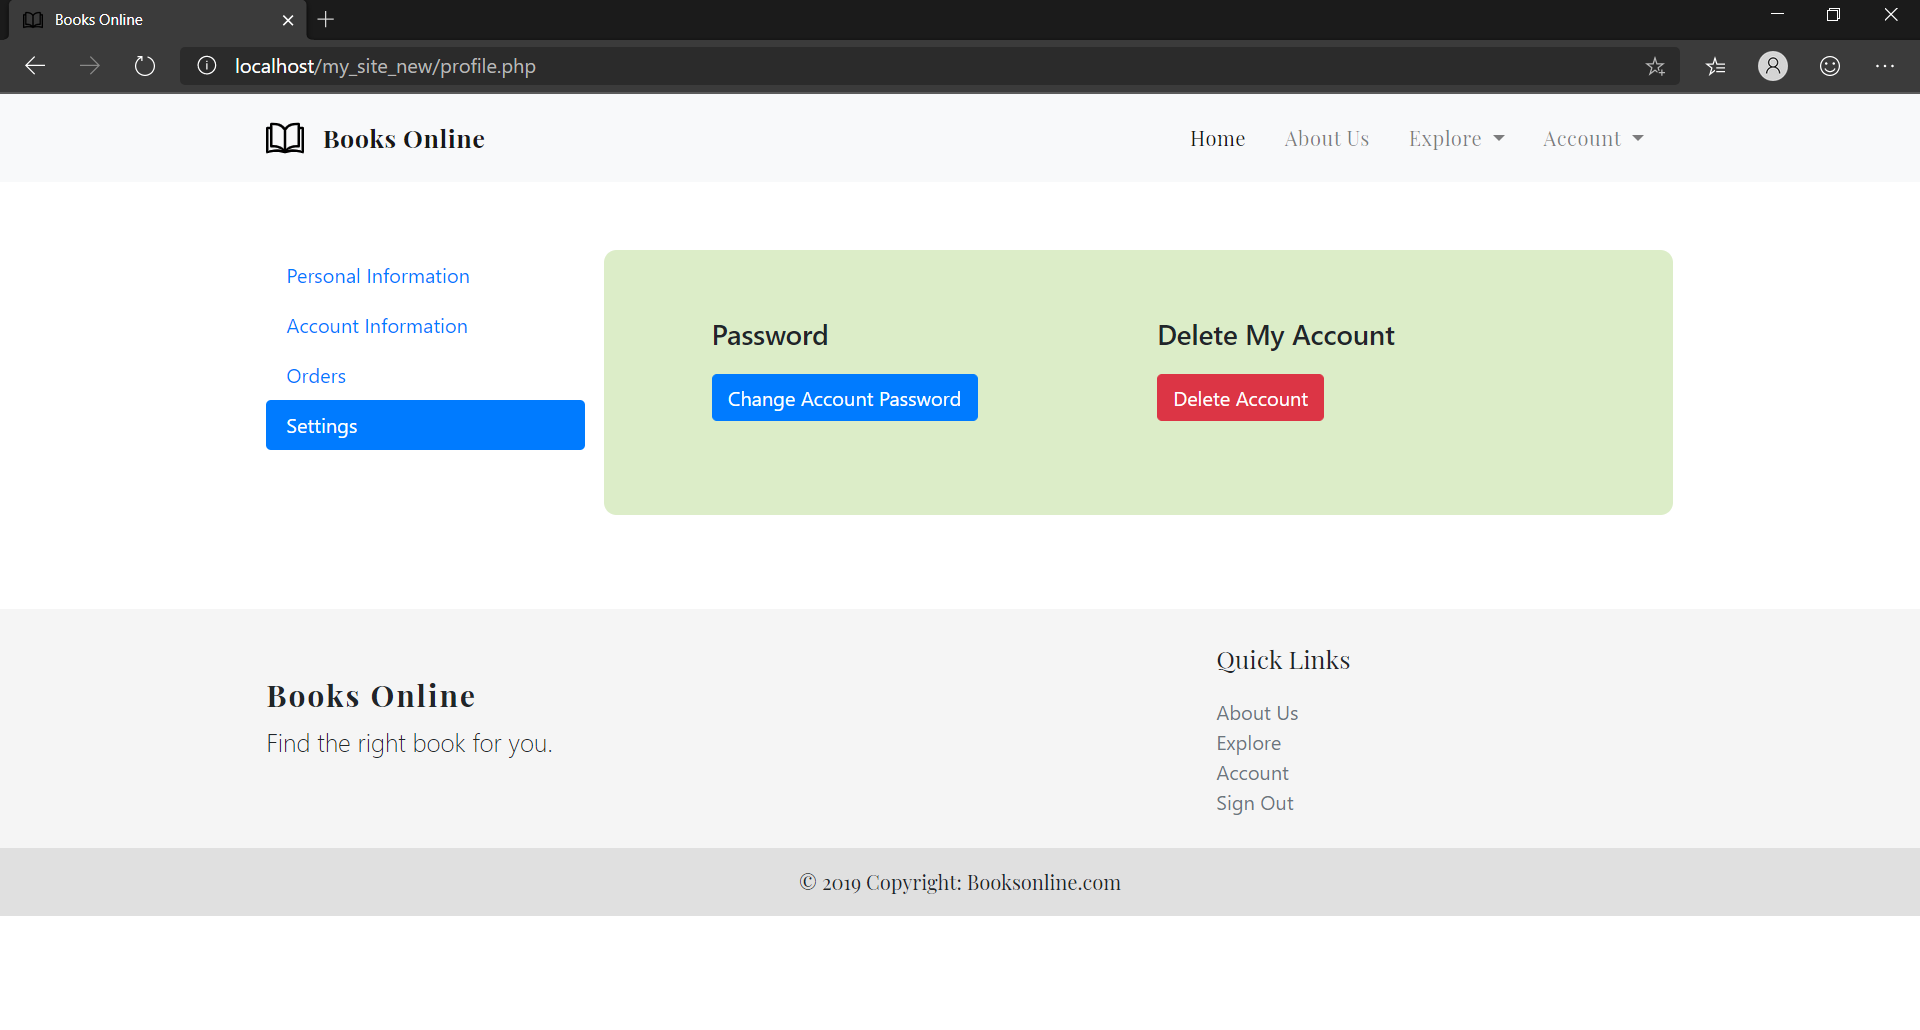 Books Online
localhost/my_site_new/profile.php
Books Online
Home About Us Explore Account
Personal Information
Account Information
Orders
Settings
Password
Change Account Password
Delete My Account
Delete Account
Books Online
Find the right book for you.
Quick Links
About Us
Explore
Account
Sign Out
© 2019 Copyright: Booksonline.com